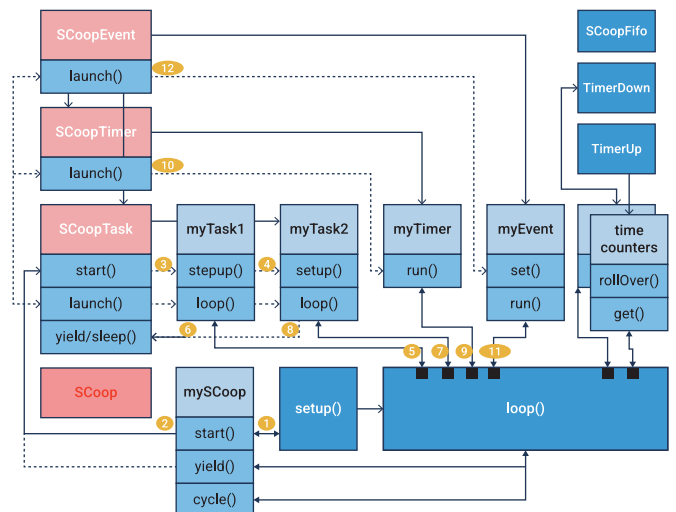 SCoopEvent
launch()
12
SCoopFifo
TimerDown
SCoopTimer
launch()
10
TimerUp
SCoopTask
start()
launch()
yield/sleep()
3
myTask1
stepup()
loop()
4
myTask2
setup()
loop()
6
8
myTimer
run()
myEvent
set()
run()
time
counters
rollOver()
get()
5
7
9
11
SCoop
2
mySCoop
start()
yield()
cycle()
1
setup()
loop()